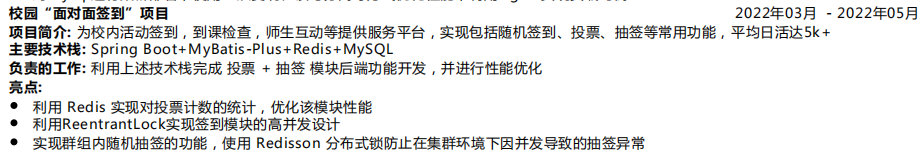 校园“面对面签到”项目 2022年03月 - 2022年05月
项目简介: 为校内活动签到，到课检查，师生互动等提供服务平台，实现包括随机签到、投票、抽签等常用功能，平均日活达5k+
主要技术栈: Spring Boot+MyBatis-Plus+Redis+MySQL
负责的工作: 利用上述技术栈完成 投票 + 抽签 模块后端功能开发，并进行性能优化
亮点:
● 利用 Redis 实现对投票计数的统计，优化该模块性能
● 利用ReentrantLock实现签到模块的高并发设计
● 实现群组内随机抽签的功能，使用 Redisson 分布式锁防止在集群环境下因并发导致的抽签异常